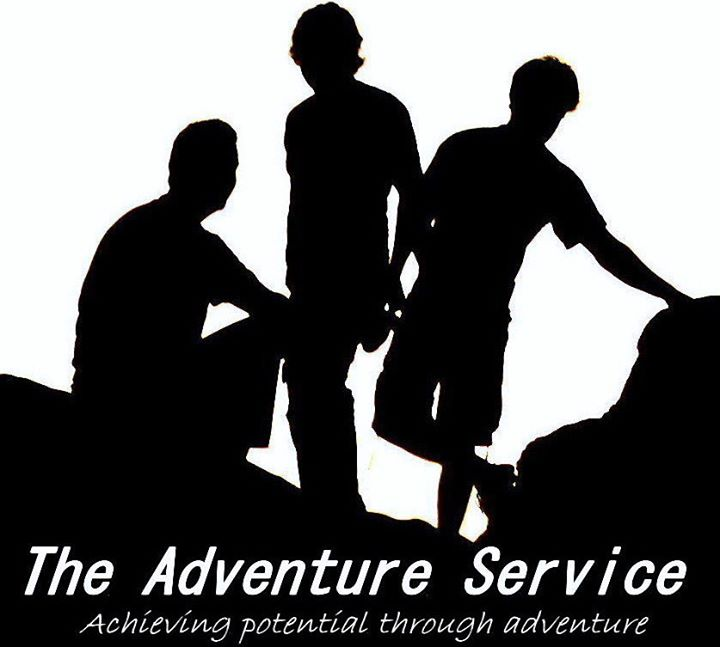 The Adventure Service
Achieving potential through adventure